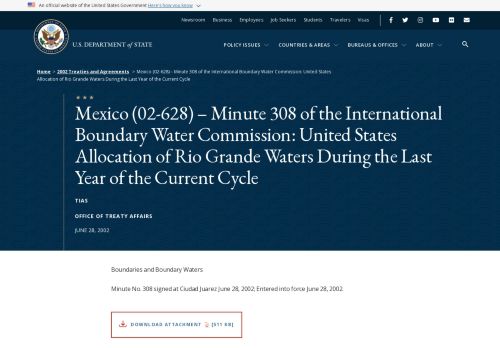 An official website of the United States Government Here's how you know
Newsroom Business Employers Job Seekers Students Travelers Visas
U.S. DEPARTMENT of STATE
POLICY ISSUES COUNTRIES & AREAS BUREAUS & OFFICES ABOUT
Home > 2002 Treaties and Agreements > Mexico (02-628) – Minute 308 of the International Boundary Water Commission: United States
Allocation of Rio Grande Waters During the Last Year of the Current Cycle
Mexico (02-628) – Minute 308 of the International
Boundary Water Commission: United States
Allocation of Rio Grande Waters During the Last
Year of the Current Cycle
TIAS
OFFICE OF TREATY AFFAIRS
JUNE 28, 2002
Boundaries and Boundary Waters
Minute No. 308 signed at Ciudad Juarez June 28, 2002; Entered into force June 28, 2002.
DOWNLOAD ATTACHMENT [511 KB]